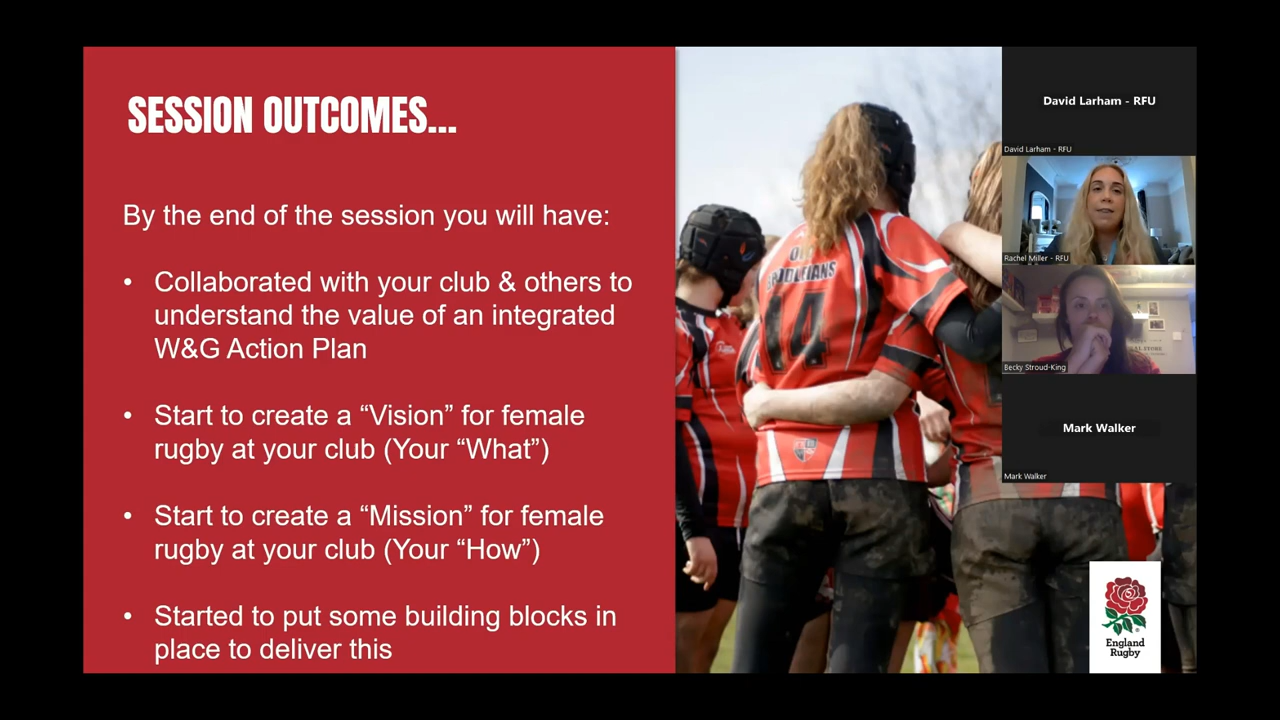 SESSION OUTCOMES...
By the end of the session you will have:
• Collaborated with your club & others to
understand the value of an integrated
W&G Action Plan
• Start to create a “Vision” for female
rugby at your club (Your “What”)
• Start to create a “Mission” for female
rugby at your club (Your “How”)
• Started to put some building blocks in
place to deliver this
14
David Larham - RFU
David Larham - RFU
Rachel Miller - RFU
Becky Stroud-King
Mark Walker
Mark Walker
England
Rugby